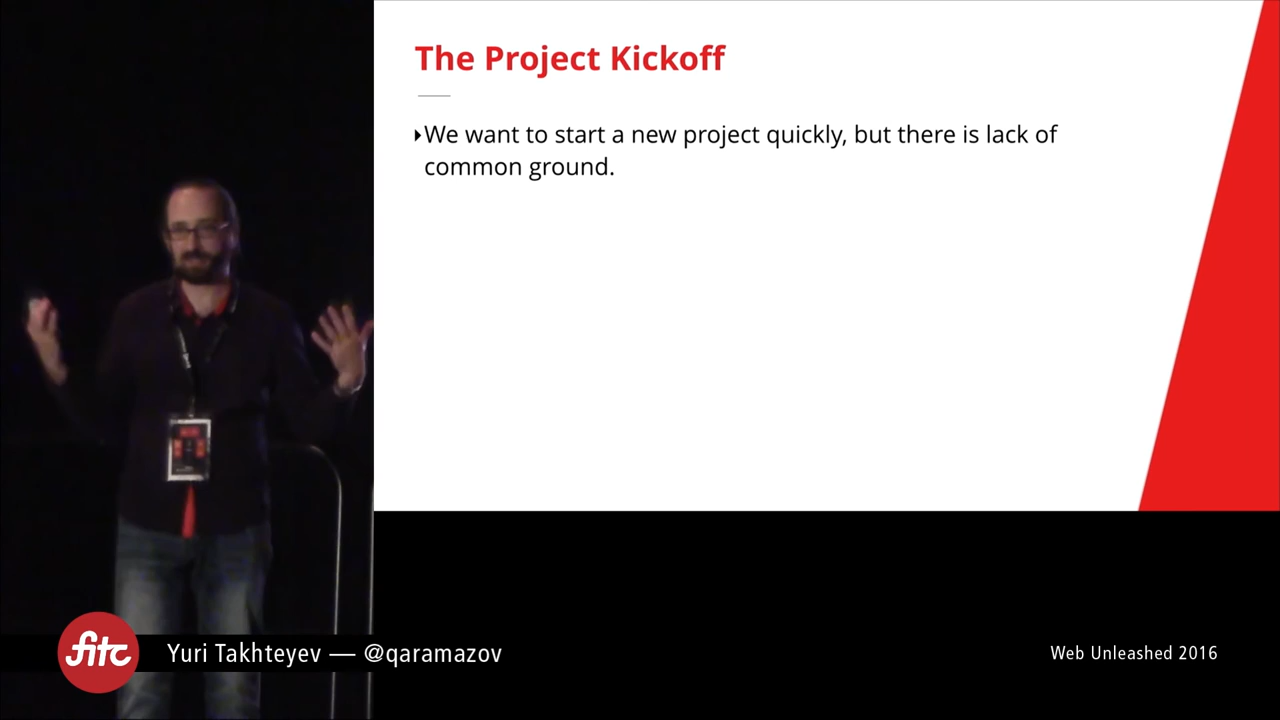 The Project Kickoff
We want to start a new project quickly, but there is lack of
common ground.
fitc
Yuri Takhteyev — @qaramazov
Web Unleashed 2016